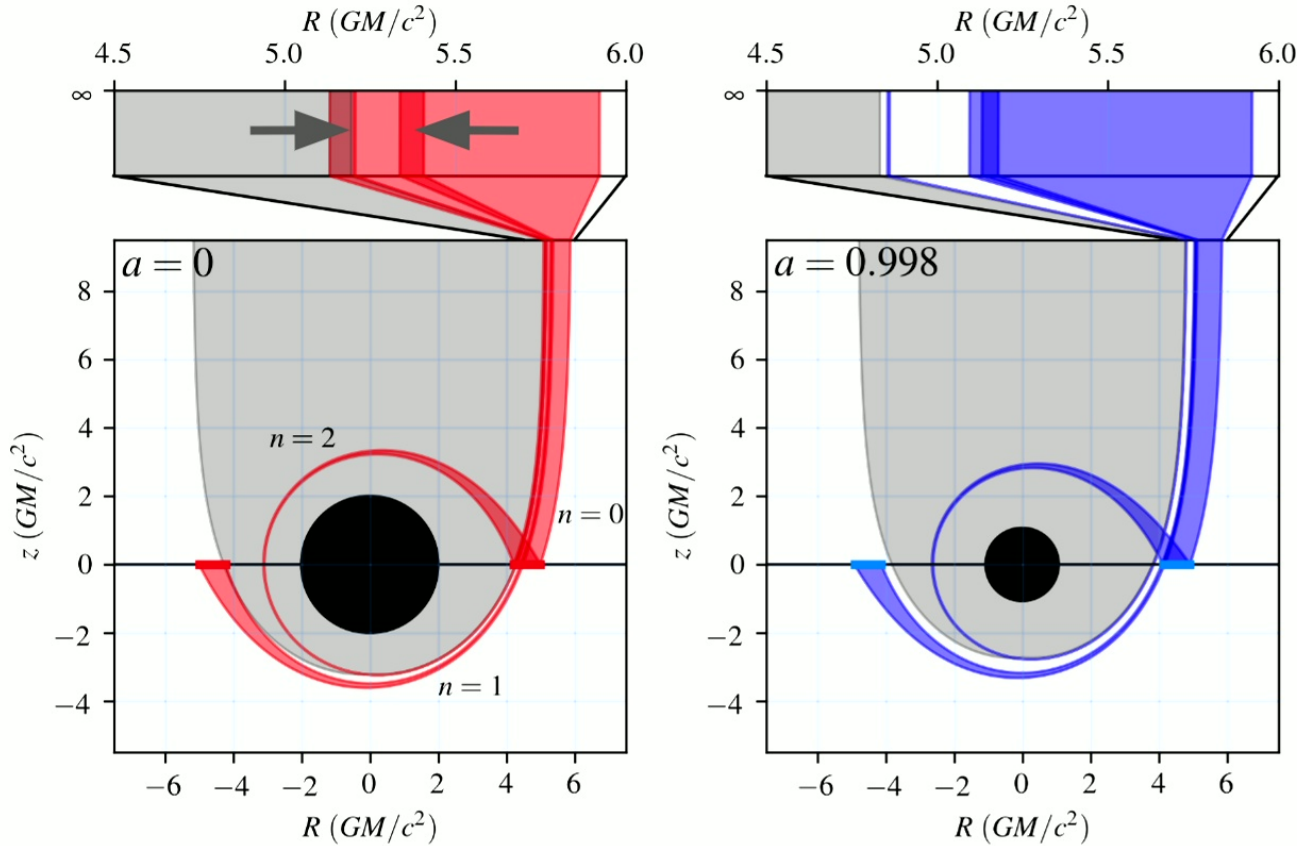 R (GM/c²)
4.5 5.0 5.5 6.0
∞
a = 0
8
6
4
2
0
−2
−4
z (GM/c²)
n = 2
n = 0
n = 1
−6 −4 −2 0 2 4 6
R (GM/c²)
R (GM/c²)
4.5 5.0 5.5 6.0
∞
a = 0.998
8
6
4
2
0
−2
−4
z (GM/c²)
−6 −4 −2 0 2 4 6
R (GM/c²)